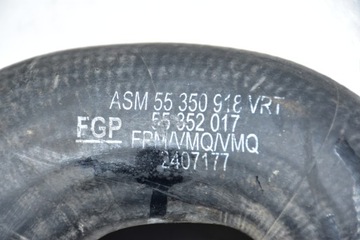 ASM 55 350 918 VRT
55 352 017
FGP
FPM/VMQ/VMQ
2407177